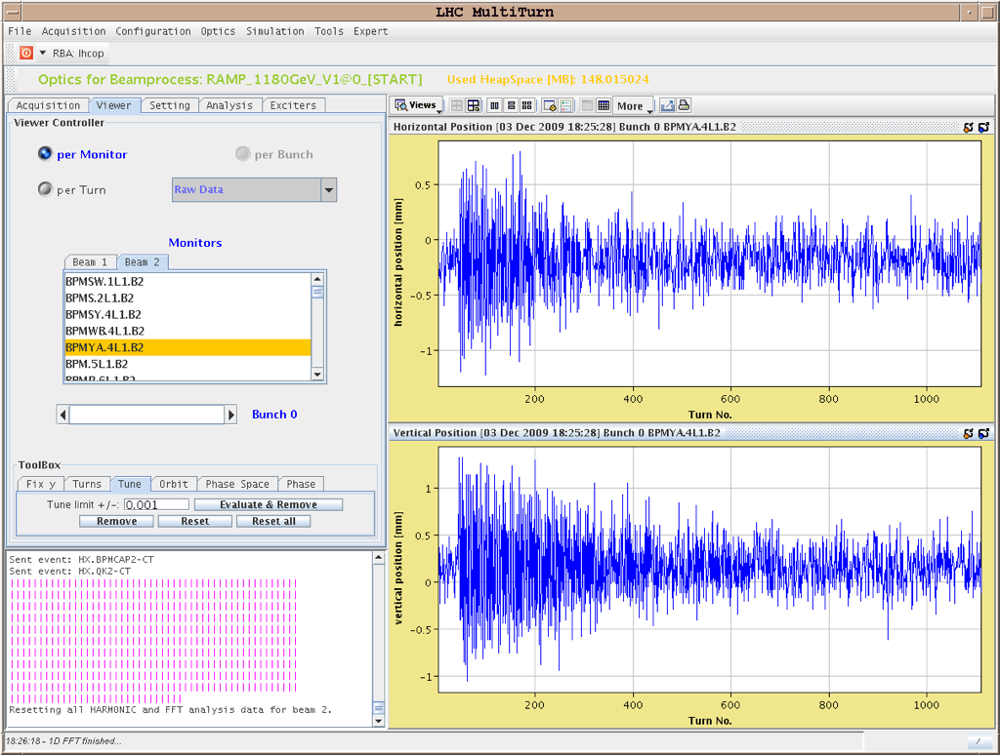 LHC MultiTurn
File Acquisition Configuration Optics Simulation Tools Expert
RBA: lhcop
Optics for Beamprocess: RAMP_1180GeV_V1@0_[START] Used HeapSpace [MB]: 148.015024
Acquisition Viewer Setting Analysis Exciters
Viewer Controller
per Monitor per Bunch
per Turn Raw Data
Monitors
Beam 1 Beam 2
BPMSW.1L1.B2
BPMS.2L1.B2
BPMSY.4L1.B2
BPMWB.4L1.B2
BPMYA.4L1.B2
BPM.5L1.B2
BPMR.6L1.B2
Bunch 0
ToolBox
Fix y Turns Tune Orbit Phase Space Phase
Tune limit +/-: 0.001 Evaluate & Remove
Remove Reset Reset all
Sent event: HX.BPMCAP2-CT
Sent event: HX.QK2-CT
Resetting all HARMONIC and FFT analysis data for beam 2.
Views More
Horizontal Position [03 Dec 2009 18:25:28] Bunch 0 BPMYA.4L1.B2
horizontal position [mm]
0.5
0
-0.5
-1
200 400 600 800 1000
Turn No.
Vertical Position [03 Dec 2009 18:25:28] Bunch 0 BPMYA.4L1.B2
vertical position [mm]
1
0.5
0
-0.5
-1
200 400 600 800 1000
Turn No.
18:26:18 - 1D FFT finished...